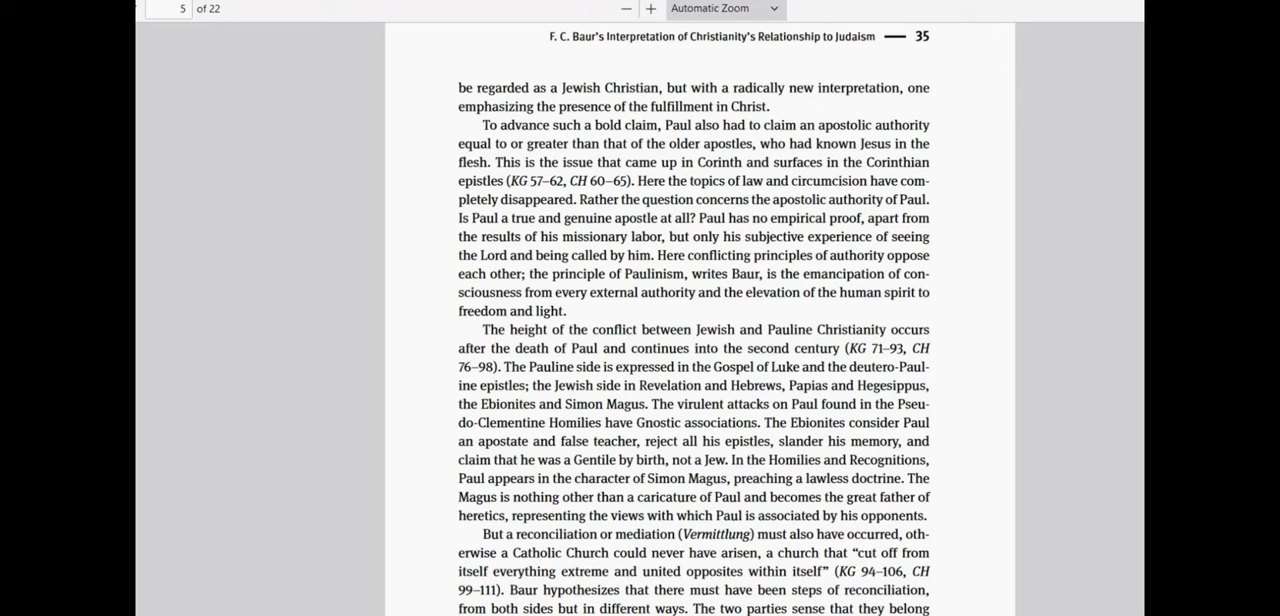 5 of 22
Automatic Zoom
F. C. Baur's Interpretation of Christianity's Relationship to Judaism — 35
be regarded as a Jewish Christian, but with a radically new interpretation, one
emphasizing the presence of the fulfillment in Christ.
To advance such a bold claim, Paul also had to claim an apostolic authority
equal to or greater than that of the older apostles, who had known Jesus in the
flesh. This is the issue that came up in Corinth and surfaces in the Corinthian
epistles (KG 57–62, CH 60–65). Here the topics of law and circumcision have com-
pletely disappeared. Rather the question concerns the apostolic authority of Paul.
Is Paul a true and genuine apostle at all? Paul has no empirical proof, apart from
the results of his missionary labor, but only his subjective experience of seeing
the Lord and being called by him. Here conflicting principles of authority oppose
each other; the principle of Paulinism, writes Baur, is the emancipation of con-
sciousness from every external authority and the elevation of the human spirit to
freedom and light.
The height of the conflict between Jewish and Pauline Christianity occurs
after the death of Paul and continues into the second century (KG 71–93, CH
76–98). The Pauline side is expressed in the Gospel of Luke and the deutero-Paul-
ine epistles; the Jewish side in Revelation and Hebrews, Papias and Hegesippus,
the Ebionites and Simon Magus. The virulent attacks on Paul found in the Pseu-
do-Clementine Homilies have Gnostic associations. The Ebionites consider Paul
an apostate and false teacher, reject all his epistles, slander his memory, and
claim that he was a Gentile by birth, not a Jew. In the Homilies and Recognitions,
Paul appears in the character of Simon Magus, preaching a lawless doctrine. The
Magus is nothing other than a caricature of Paul and becomes the great father of
heretics, representing the views with which Paul is associated by his opponents.
But a reconciliation or mediation (Vermittlung) must also have occurred, oth-
erwise a Catholic Church could never have arisen, a church that “cut off from
itself everything extreme and united opposites within itself” (KG 94–106, CH
99–111). Baur hypothesizes that there must have been steps of reconciliation,
from both sides but in different ways. The two parties sense that they belong